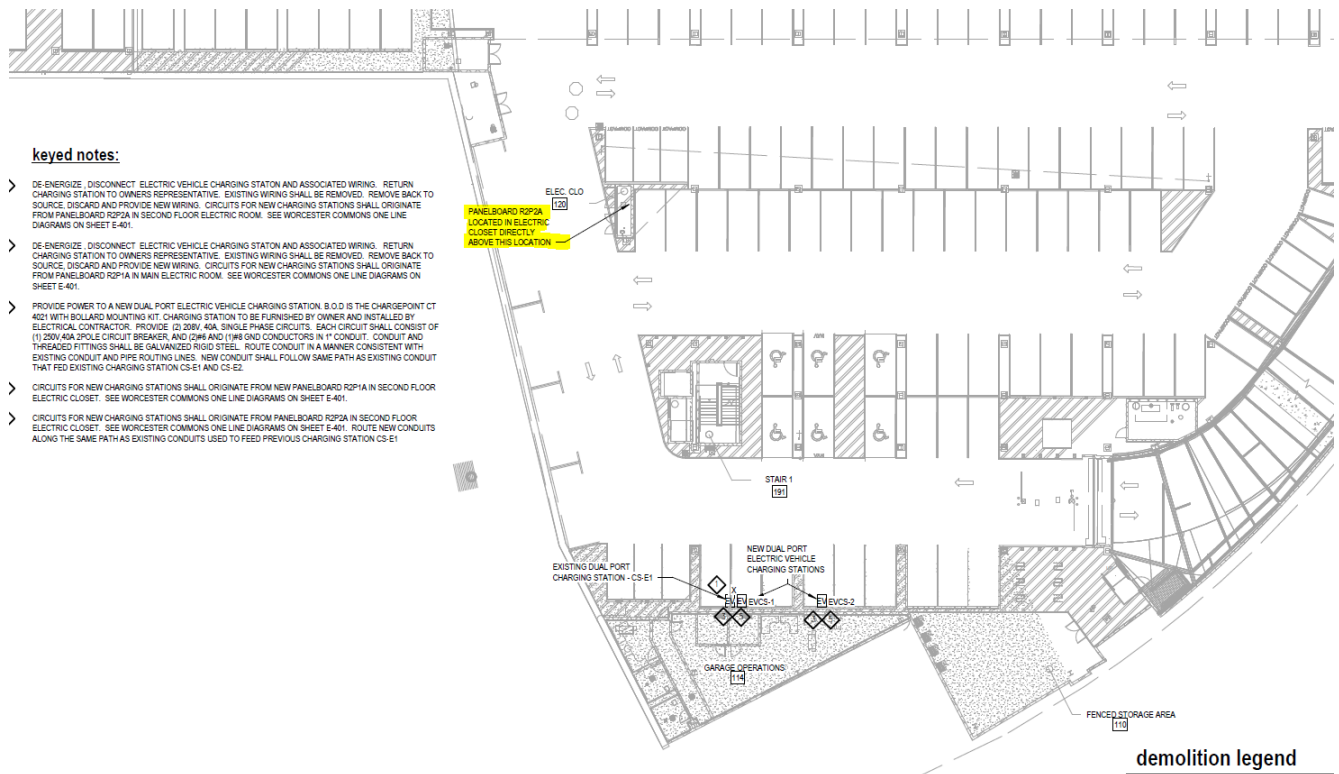 keyed notes:
DE-ENERGIZE , DISCONNECT ELECTRIC VEHICLE CHARGING STATON AND ASSOCIATED WIRING. RETURN
CHARGING STATION TO OWNERS REPRESENTATIVE. EXISTING WIRING SHALL BE REMOVED. REMOVE BACK TO
SOURCE, DISCARD AND PROVIDE NEW WIRING. CIRCUITS FOR NEW CHARGING STATIONS SHALL ORIGINATE
FROM PANELBOARD R2P2A IN SECOND FLOOR ELECTRIC ROOM. SEE WORCESTER COMMONS ONE LINE
DIAGRAMS ON SHEET E-401.
DE-ENERGIZE , DISCONNECT ELECTRIC VEHICLE CHARGING STATON AND ASSOCIATED WIRING. RETURN
CHARGING STATION TO OWNERS REPRESENTATIVE. EXISTING WIRING SHALL BE REMOVED. REMOVE BACK TO
SOURCE, DISCARD AND PROVIDE NEW WIRING. CIRCUITS FOR NEW CHARGING STATIONS SHALL ORIGINATE
FROM PANELBOARD R2P1A IN MAIN ELECTRIC ROOM. SEE WORCESTER COMMONS ONE LINE DIAGRAMS ON
SHEET E-401.
PROVIDE POWER TO A NEW DUAL PORT ELECTRIC VEHICLE CHARGING STATION. B.O.D IS THE CHARGEPOINT CT
4021 WITH BOLLARD MOUNTING KIT. CHARGING STATION TO BE FURNISHED BY OWNER AND INSTALLED BY
ELECTRICAL CONTRACTOR. PROVIDE (2) 208V, 40A, SINGLE PHASE CIRCUITS. EACH CIRCUIT SHALL CONSIST OF
(1) 250V,40A 2POLE CIRCUIT BREAKER, AND (2)#6 AND (1)#8 GND CONDUCTORS IN 1" CONDUIT. CONDUIT AND
THREADED FITTINGS SHALL BE GALVANIZED RIGID STEEL. ROUTE CONDUIT IN A MANNER CONSISTENT WITH
EXISTING CONDUIT AND PIPE ROUTING LINES. NEW CONDUIT SHALL FOLLOW SAME PATH AS EXISTING CONDUIT
THAT FED EXISTING CHARGING STATION CS-E1 AND CS-E2.
CIRCUITS FOR NEW CHARGING STATIONS SHALL ORIGINATE FROM NEW PANELBOARD R2P1A IN SECOND FLOOR
ELECTRIC CLOSET. SEE WORCESTER COMMONS ONE LINE DIAGRAMS ON SHEET E-401.
CIRCUITS FOR NEW CHARGING STATIONS SHALL ORIGINATE FROM PANELBOARD R2P2A IN SECOND FLOOR
ELECTRIC CLOSET. SEE WORCESTER COMMONS ONE LINE DIAGRAMS ON SHEET E-401. ROUTE NEW CONDUITS
ALONG THE SAME PATH AS EXISTING CONDUITS USED TO FEED PREVIOUS CHARGING STATION CS-E1
COMPACT COMPACT COMPACT COMPACT
ELEC. CLO
120
PANELBOARD R2P2A
LOCATED IN ELECTRIC
CLOSET DIRECTLY
ABOVE THIS LOCATION
VAN
VAN
STAIR 1
191
EXISTING DUAL PORT
CHARGING STATION - CS-E1
NEW DUAL PORT
ELECTRIC VEHICLE
CHARGING STATIONS
1
X
EV EV EVCS-1
EV EVCS-2
GARAGE OPERATIONS
114
FENCED STORAGE AREA
110
demolition legend